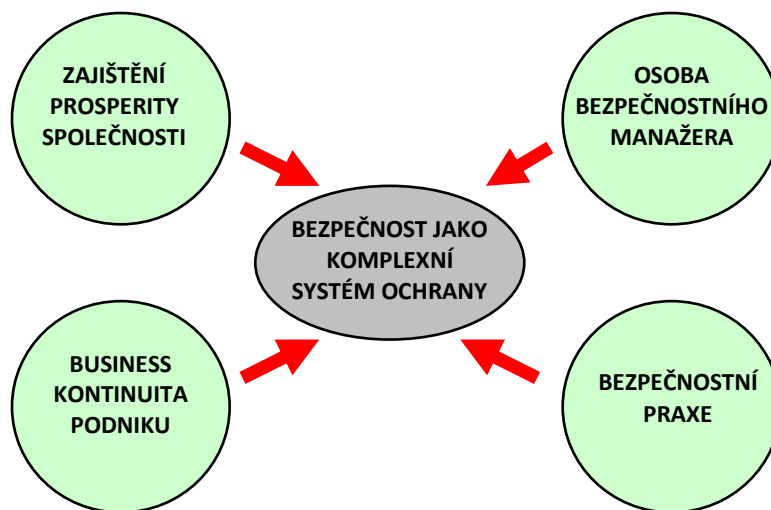 ZAJIŠTĚNÍ
PROSPERITY
SPOLEČNOSTI
OSOBA
BEZPEČNOSTNÍHO
MANAŽERA
BEZPEČNOST JAKO
KOMPLEXNÍ
SYSTÉM OCHRANY
BUSINESS
KONTINUITA
PODNIKU
BEZPEČNOSTNÍ
PRAXE